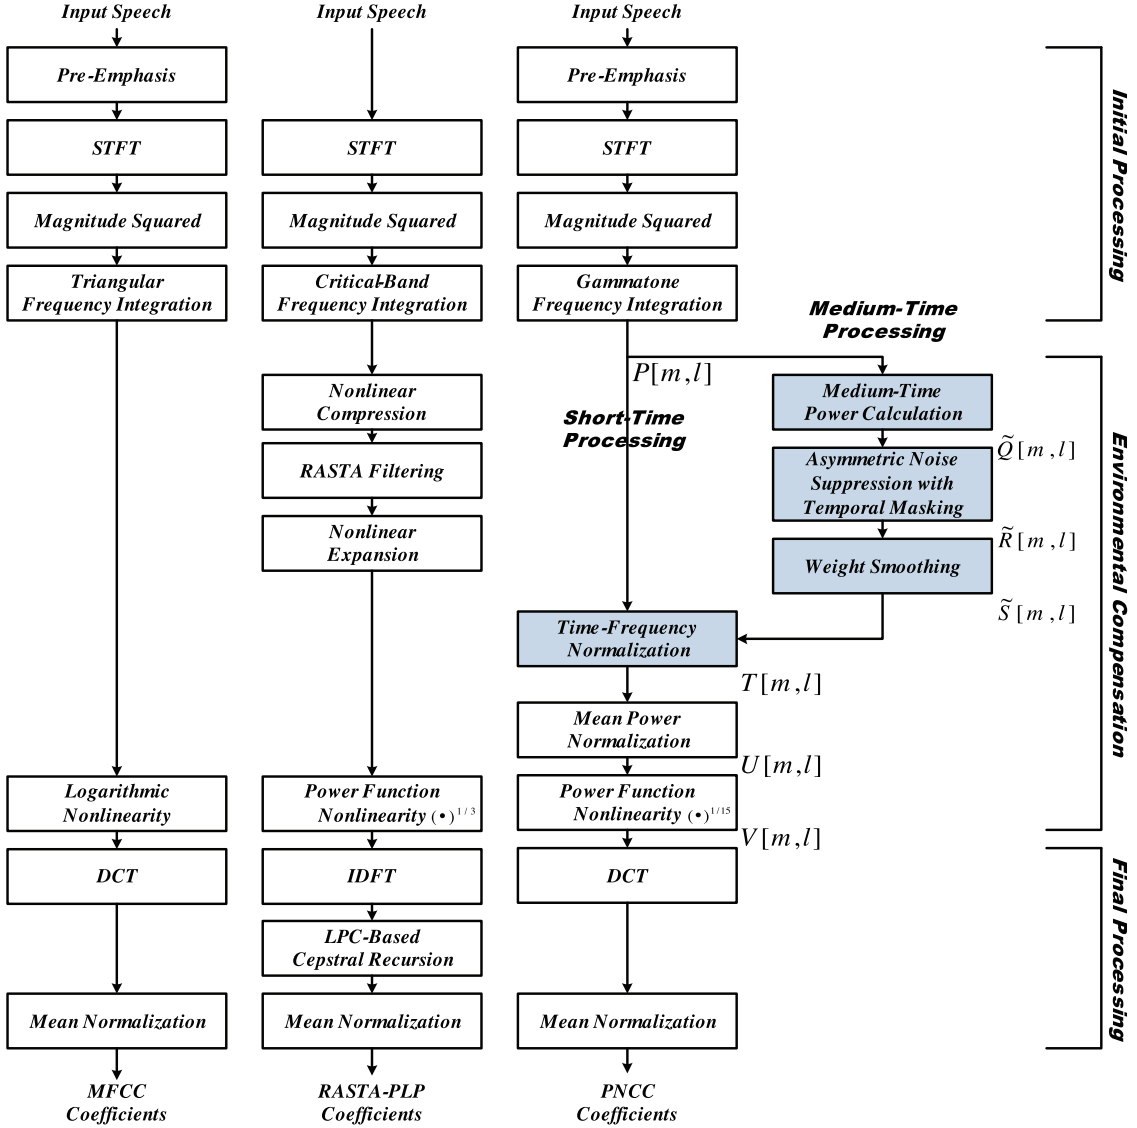 Input Speech
Input Speech
Input Speech
Pre-Emphasis
Pre-Emphasis
STFT
STFT
STFT
Magnitude Squared
Magnitude Squared
Magnitude Squared
Triangular
Frequency Integration
Critical-Band
Frequency Integration
Gammatone
Frequency Integration
Initial Processing
Medium-Time
Processing
P[m,l]
Short-Time
Processing
Nonlinear
Compression
RASTA Filtering
Nonlinear
Expansion
Medium-Time
Power Calculation
Q̃[m,l]
Asymmetric Noise
Suppression with
Temporal Masking
R̃[m,l]
Weight Smoothing
S̃[m,l]
Time-Frequency
Normalization
T[m,l]
Mean Power
Normalization
U[m,l]
Environmental Compensation
Logarithmic
Nonlinearity
Power Function
Nonlinearity (•)^1/3
Power Function
Nonlinearity (•)^1/15
V[m,l]
DCT
IDFT
DCT
LPC-Based
Cepstral Recursion
Mean Normalization
Mean Normalization
Mean Normalization
Final Processing
MFCC
Coefficients
RASTA-PLP
Coefficients
PNCC
Coefficients